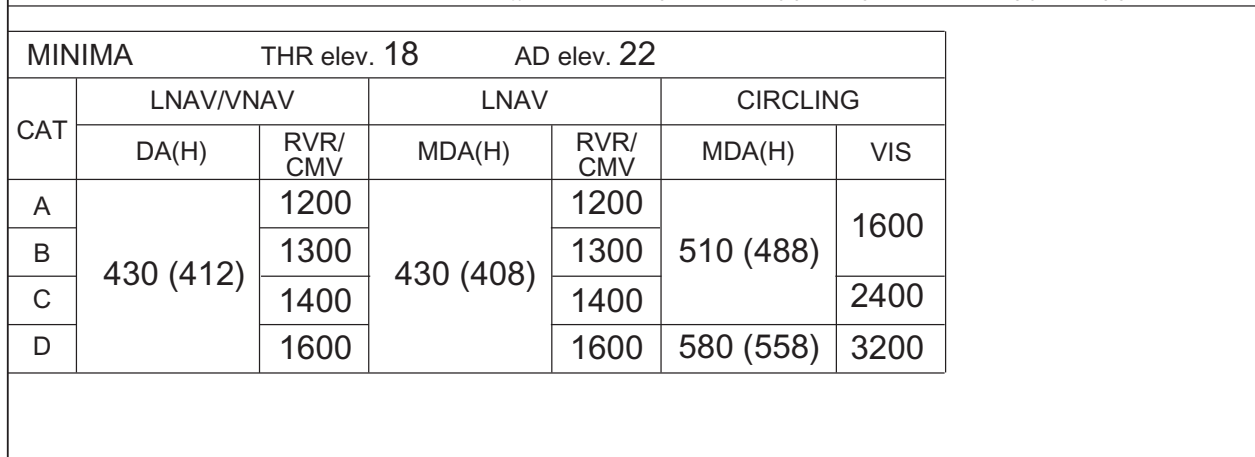 MINIMA THR elev. 18 AD elev. 22
CAT LNAV/VNAV LNAV CIRCLING
DA(H) RVR/CMV MDA(H) RVR/CMV MDA(H) VIS
A 430 (412) 1200 430 (408) 1200 510 (488) 1600
B 1300 1300
C 1400 1400 2400
D 1600 1600 580 (558) 3200